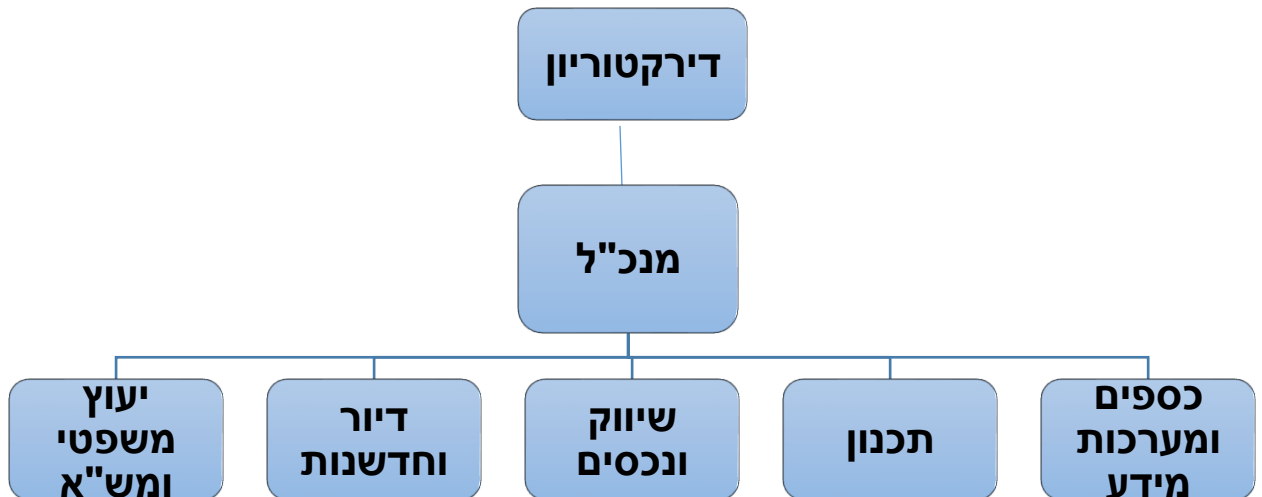 דירקטוריון
מנכ"ל
כספים
ומערכות
מידע
תכנון
שיווק
ונכסים
דיור
וחדשנות
יעוץ
משפטי
ומש"א